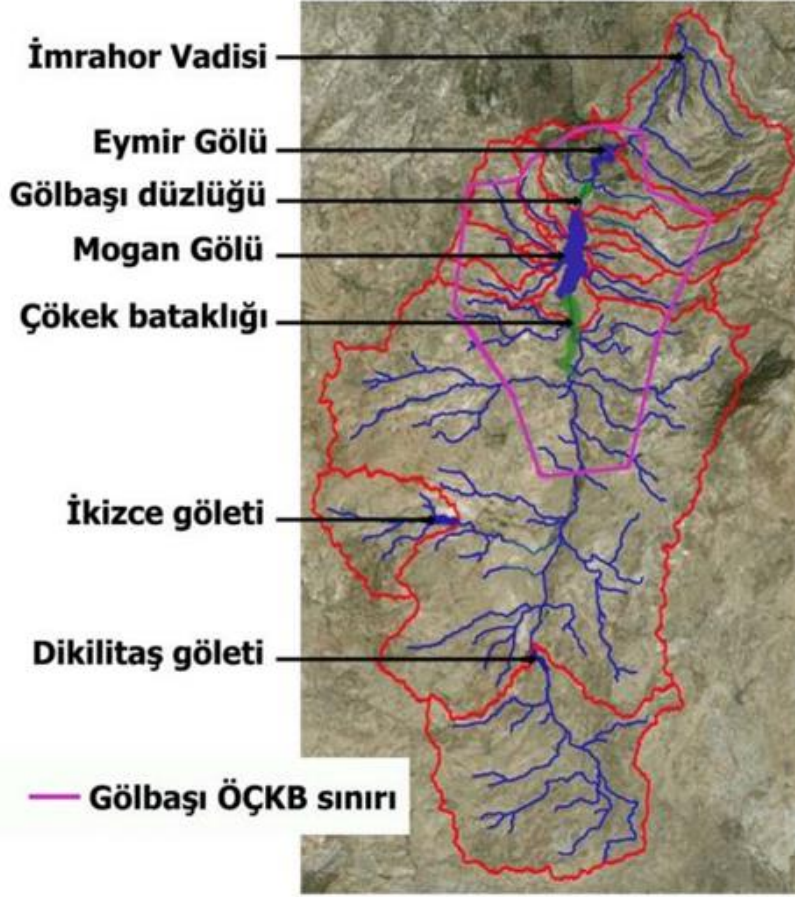 İmrahor Vadisi
Eymir Gölü
Gölbaşı düzlüğü
Mogan Gölü
Çökek bataklığı
İkizce göleti
Dikilitaş göleti
Gölbaşı ÖÇKB sınırı